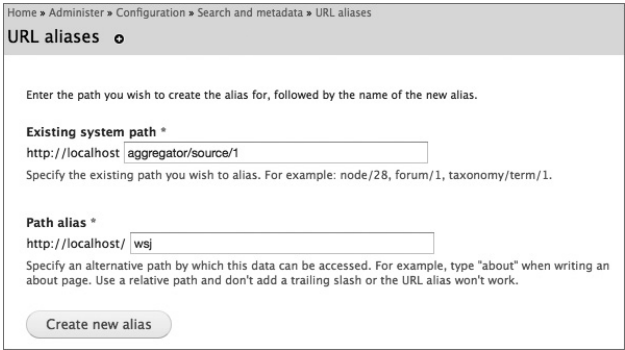 Home » Administer » Configuration » Search and metadata » URL aliases
URL aliases
Enter the path you wish to create the alias for, followed by the name of the new alias.
Existing system path *
http://localhost aggregator/source/1
Specify the existing path you wish to alias. For example: node/28, forum/1, taxonomy/term/1.
Path alias *
http://localhost/ wsj
Specify an alternative path by which this data can be accessed. For example, type "about" when writing an
about page. Use a relative path and don't add a trailing slash or the URL alias won't work.
Create new alias